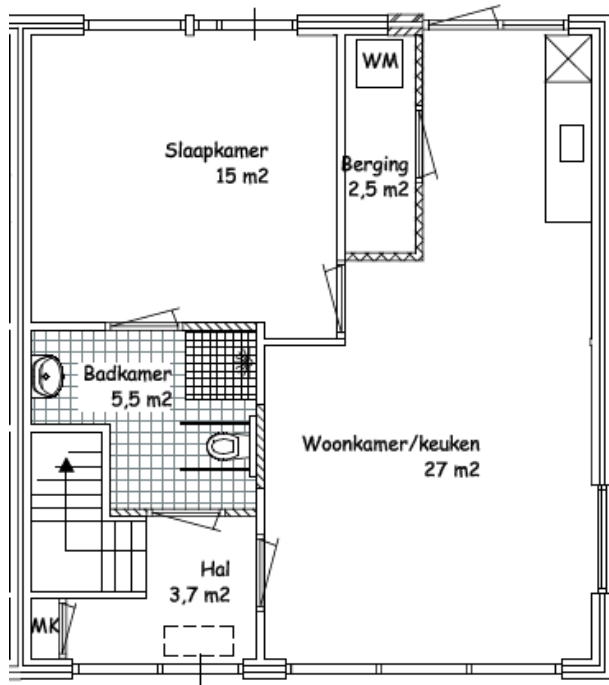 WM
Slaapkamer
15 m2
Berging
2,5 m2
Badkamer
5,5 m2
Woonkamer/keuken
27 m2
Hal
3,7 m2
MK